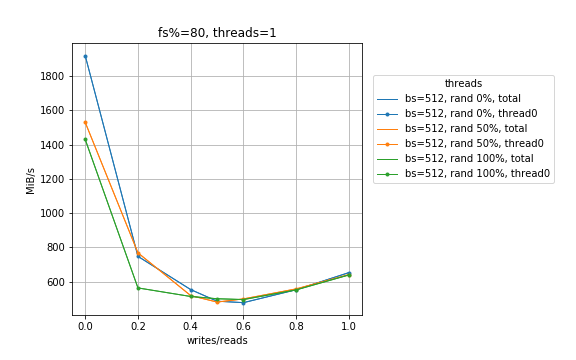 fs%=80, threads=1
MiB/s
1800
1600
1400
1200
1000
800
600
0.0 0.2 0.4 0.6 0.8 1.0
writes/reads
threads
bs=512, rand 0%, total
bs=512, rand 0%, thread0
bs=512, rand 50%, total
bs=512, rand 50%, thread0
bs=512, rand 100%, total
bs=512, rand 100%, thread0